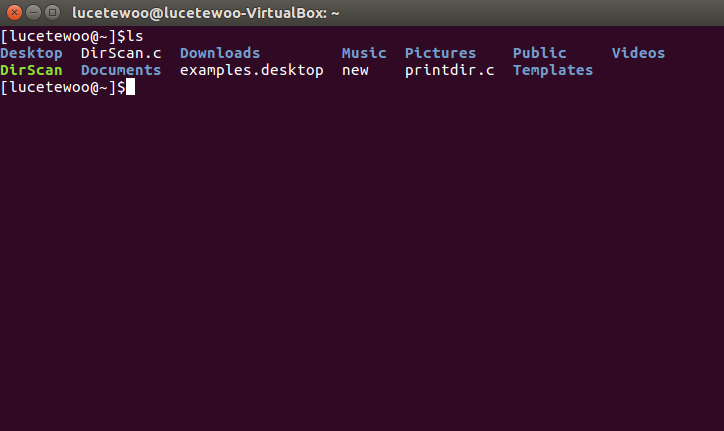 lucetewoo@lucetewoo-VirtualBox: ~
[lucetewoo@~]$ls
Desktop  DirScan.c  Downloads         Music  Pictures    Public     Videos
DirScan  Documents  examples.desktop  new    printdir.c  Templates
[lucetewoo@~]$